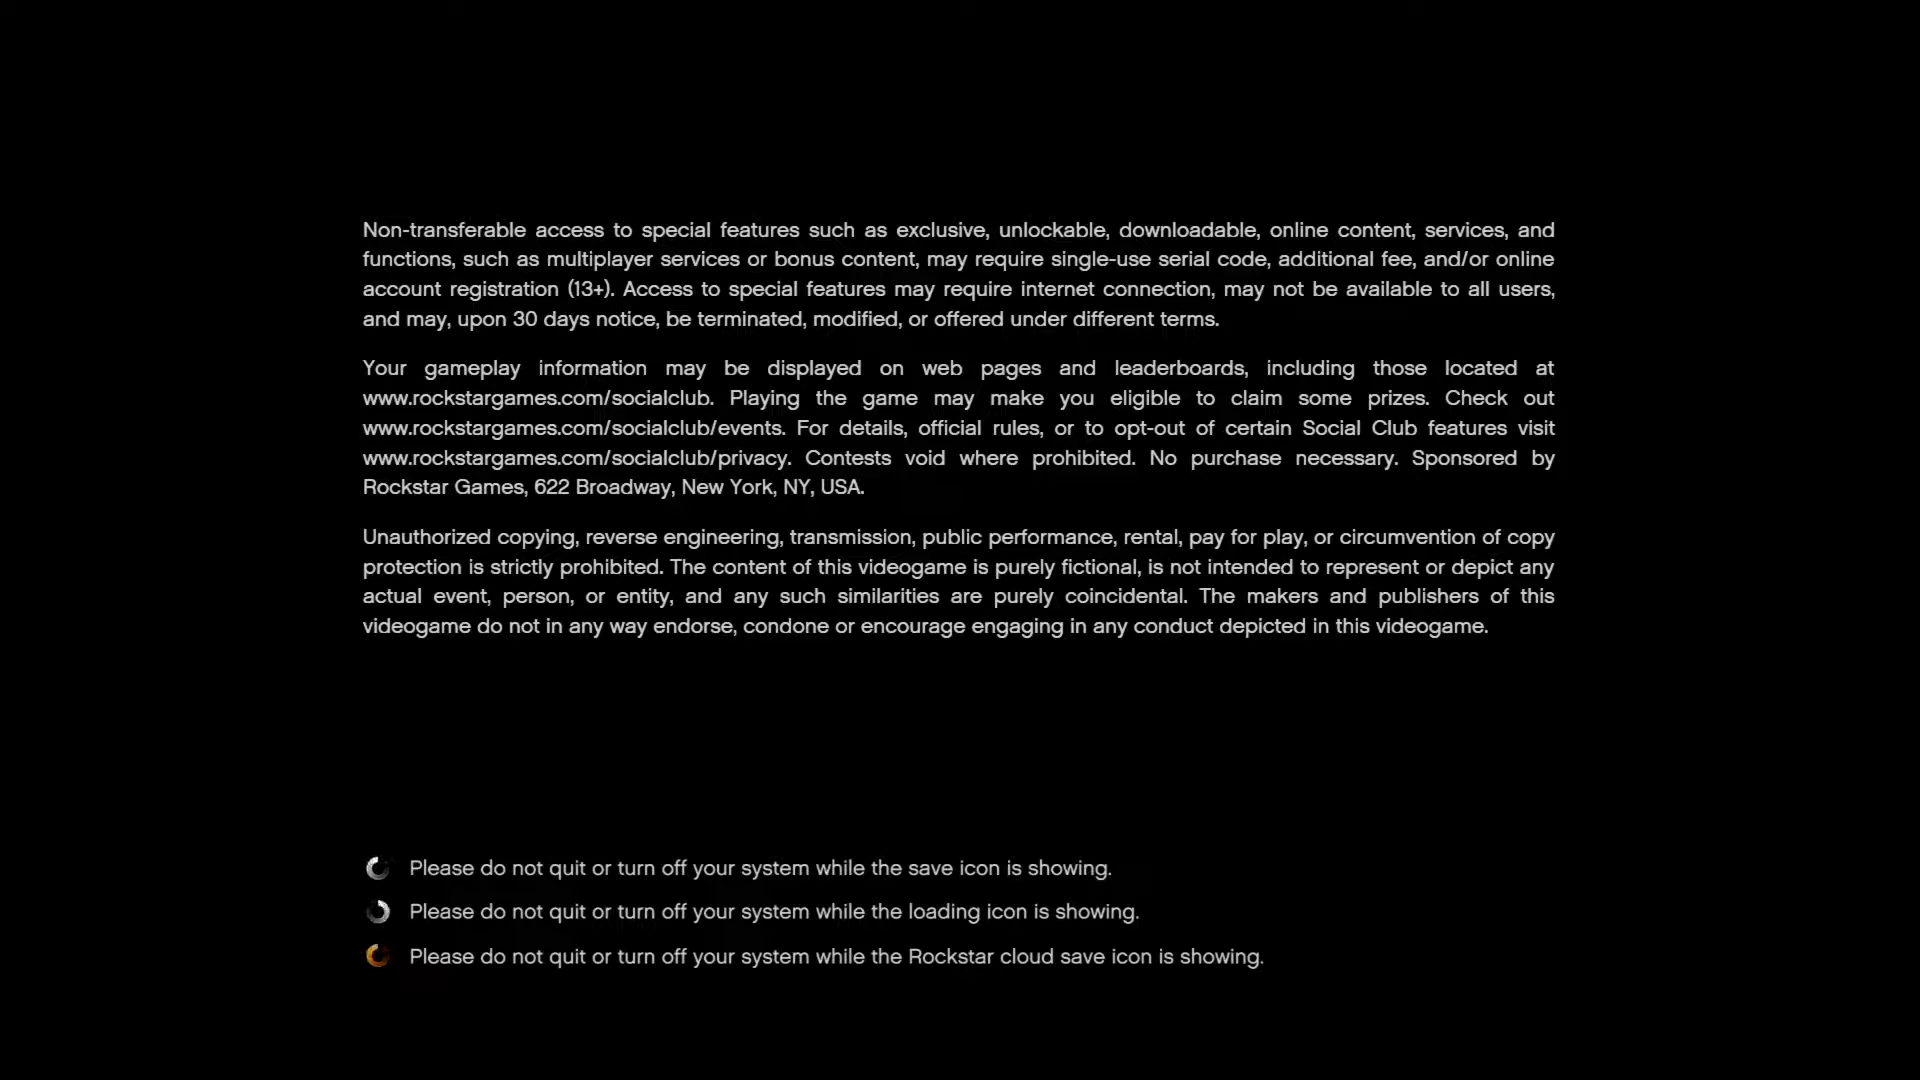 Non-transferable access to special features such as exclusive, unlockable, downloadable, online content, services, and
functions, such as multiplayer services or bonus content, may require single-use serial code, additional fee, and/or online
account registration (13+). Access to special features may require internet connection, may not be available to all users,
and may, upon 30 days notice, be terminated, modified, or offered under different terms.
Your gameplay information may be displayed on web pages and leaderboards, including those located at
www.rockstargames.com/socialclub. Playing the game may make you eligible to claim some prizes. Check out
www.rockstargames.com/socialclub/events. For details, official rules, or to opt-out of certain Social Club features visit
www.rockstargames.com/socialclub/privacy. Contests void where prohibited. No purchase necessary. Sponsored by
Rockstar Games, 622 Broadway, New York, NY, USA.
Unauthorized copying, reverse engineering, transmission, public performance, rental, pay for play, or circumvention of copy
protection is strictly prohibited. The content of this videogame is purely fictional, is not intended to represent or depict any
actual event, person, or entity, and any such similarities are purely coincidental. The makers and publishers of this
videogame do not in any way endorse, condone or encourage engaging in any conduct depicted in this videogame.
Please do not quit or turn off your system while the save icon is showing.
Please do not quit or turn off your system while the loading icon is showing.
Please do not quit or turn off your system while the Rockstar cloud save icon is showing.